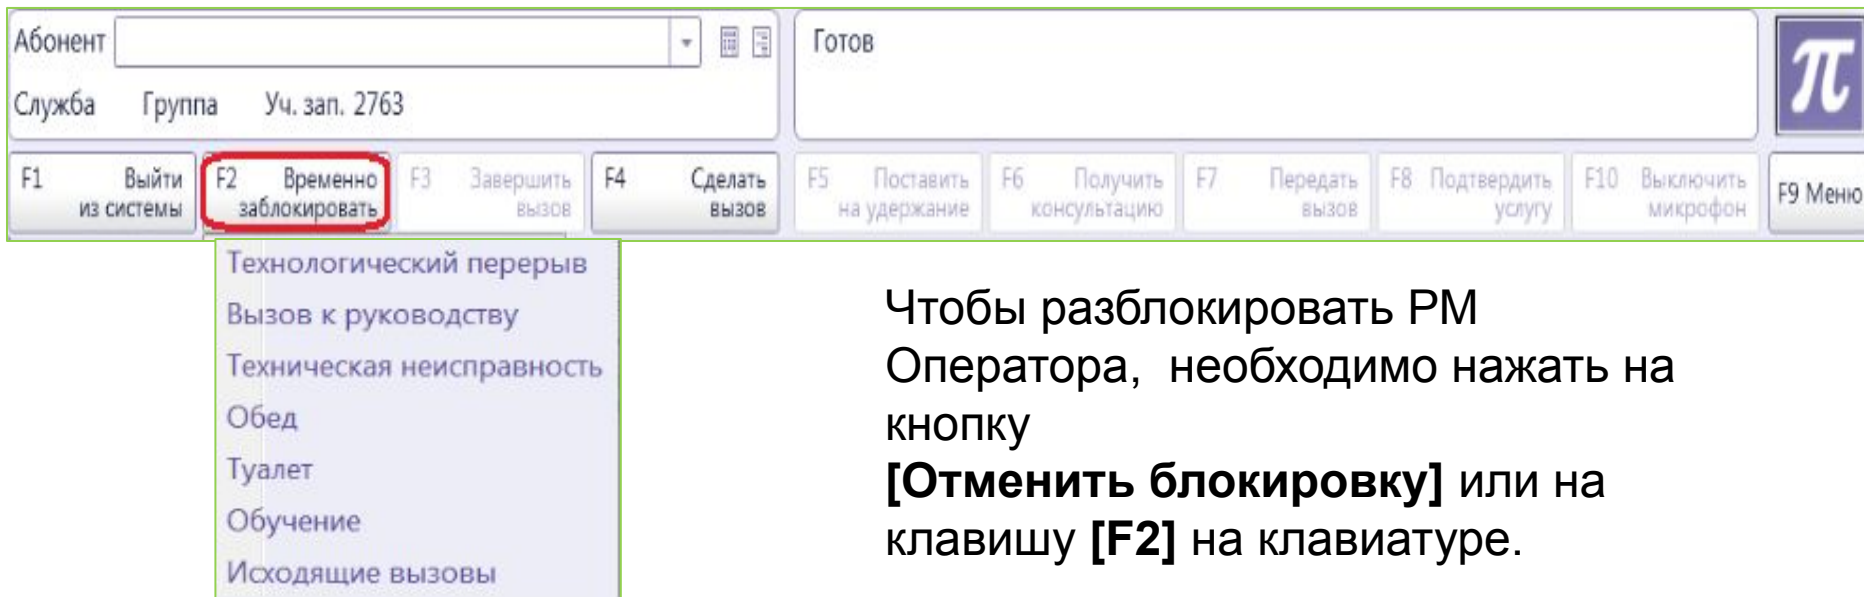 Абонент
Готов
π
Служба Группа Уч. зап. 2763
F1 Выйти из системы
F2 Временно заблокировать
F3 Завершить вызов
F4 Сделать вызов
F5 Поставить на удержание
F6 Получить консультацию
F7 Передать вызов
F8 Подтвердить услугу
F10 Выключить микрофон
F9 Меню
Технологический перерыв
Вызов к руководству
Техническая неисправность
Обед
Туалет
Обучение
Исходящие вызовы
Чтобы разблокировать РМ
Оператора, необходимо нажать на
кнопку
[Отменить блокировку] или на
клавишу [F2] на клавиатуре.